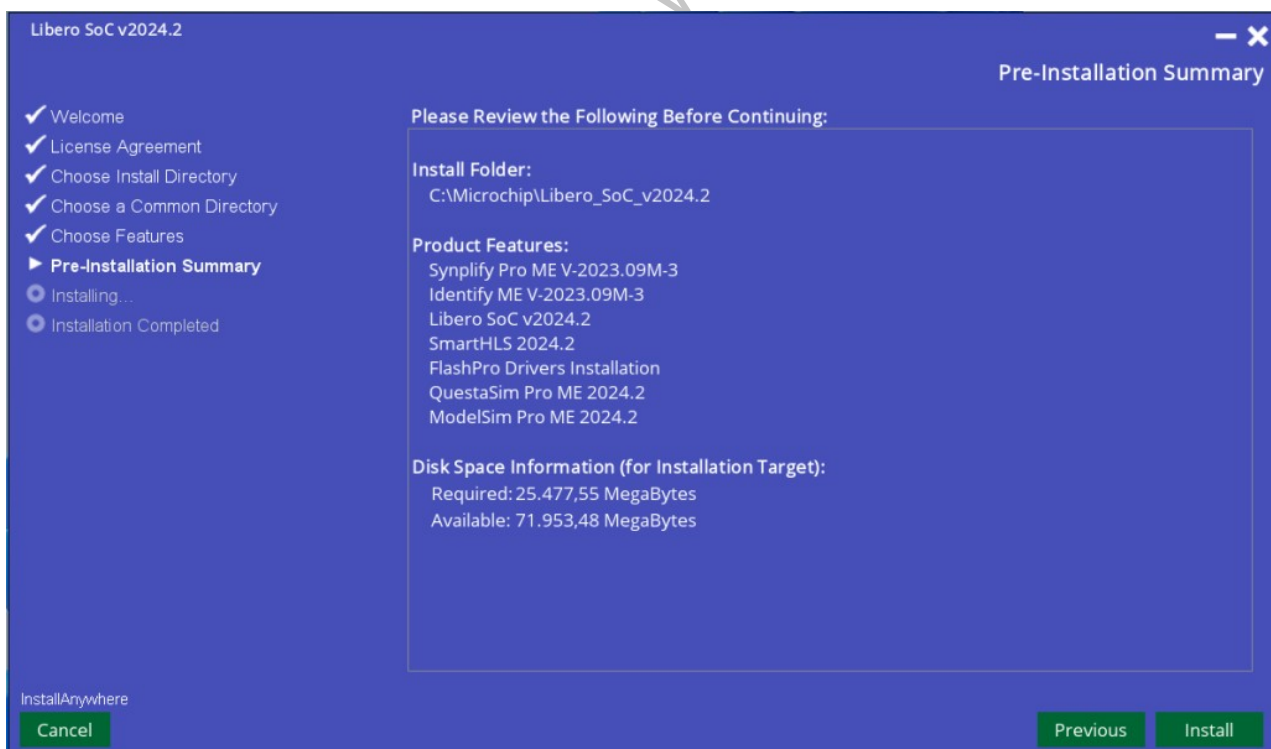 Libero SoC v2024.2
Pre-Installation Summary
Welcome
License Agreement
Choose Install Directory
Choose a Common Directory
Choose Features
Pre-Installation Summary
Installing...
Installation Completed
Please Review the Following Before Continuing:
Install Folder:
C:\Microchip\Libero_SoC_v2024.2
Product Features:
Synplify Pro ME V-2023.09M-3
Identify ME V-2023.09M-3
Libero SoC v2024.2
SmartHLS 2024.2
FlashPro Drivers Installation
QuestaSim Pro ME 2024.2
ModelSim Pro ME 2024.2
Disk Space Information (for Installation Target):
Required: 25.477,55 MegaBytes
Available: 71.953,48 MegaBytes
InstallAnywhere
Cancel
Previous
Install